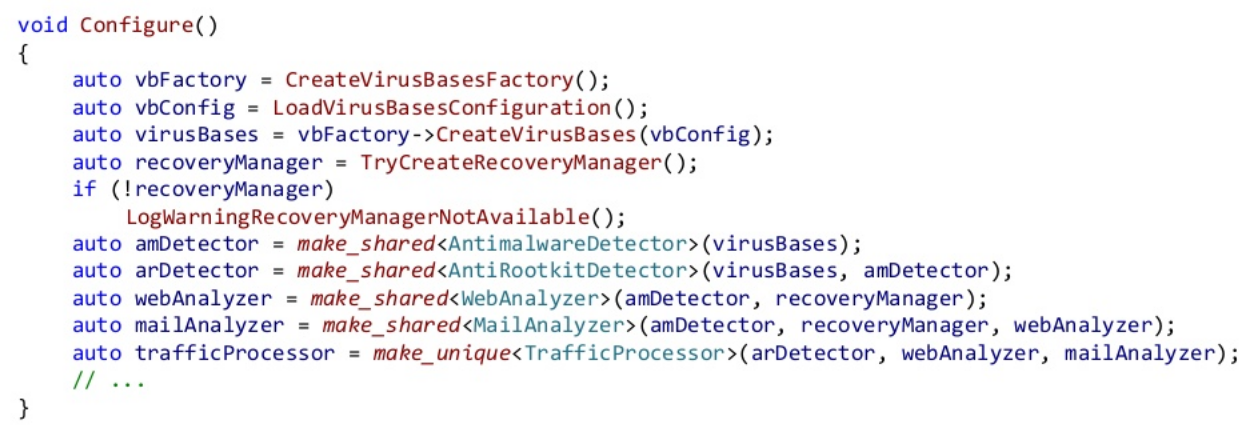 void Configure()
{
    auto vbFactory = CreateVirusBasesFactory();
    auto vbConfig = LoadVirusBasesConfiguration();
    auto virusBases = vbFactory->CreateVirusBases(vbConfig);
    auto recoveryManager = TryCreateRecoveryManager();
    if (!recoveryManager)
        LogWarningRecoveryManagerNotAvailable();
    auto amDetector = make_shared<AntimalwareDetector>(virusBases);
    auto arDetector = make_shared<AntiRootkitDetector>(virusBases, amDetector);
    auto webAnalyzer = make_shared<WebAnalyzer>(amDetector, recoveryManager);
    auto mailAnalyzer = make_shared<MailAnalyzer>(amDetector, recoveryManager, webAnalyzer);
    auto trafficProcessor = make_unique<TrafficProcessor>(arDetector, webAnalyzer, mailAnalyzer);
    // ...
}